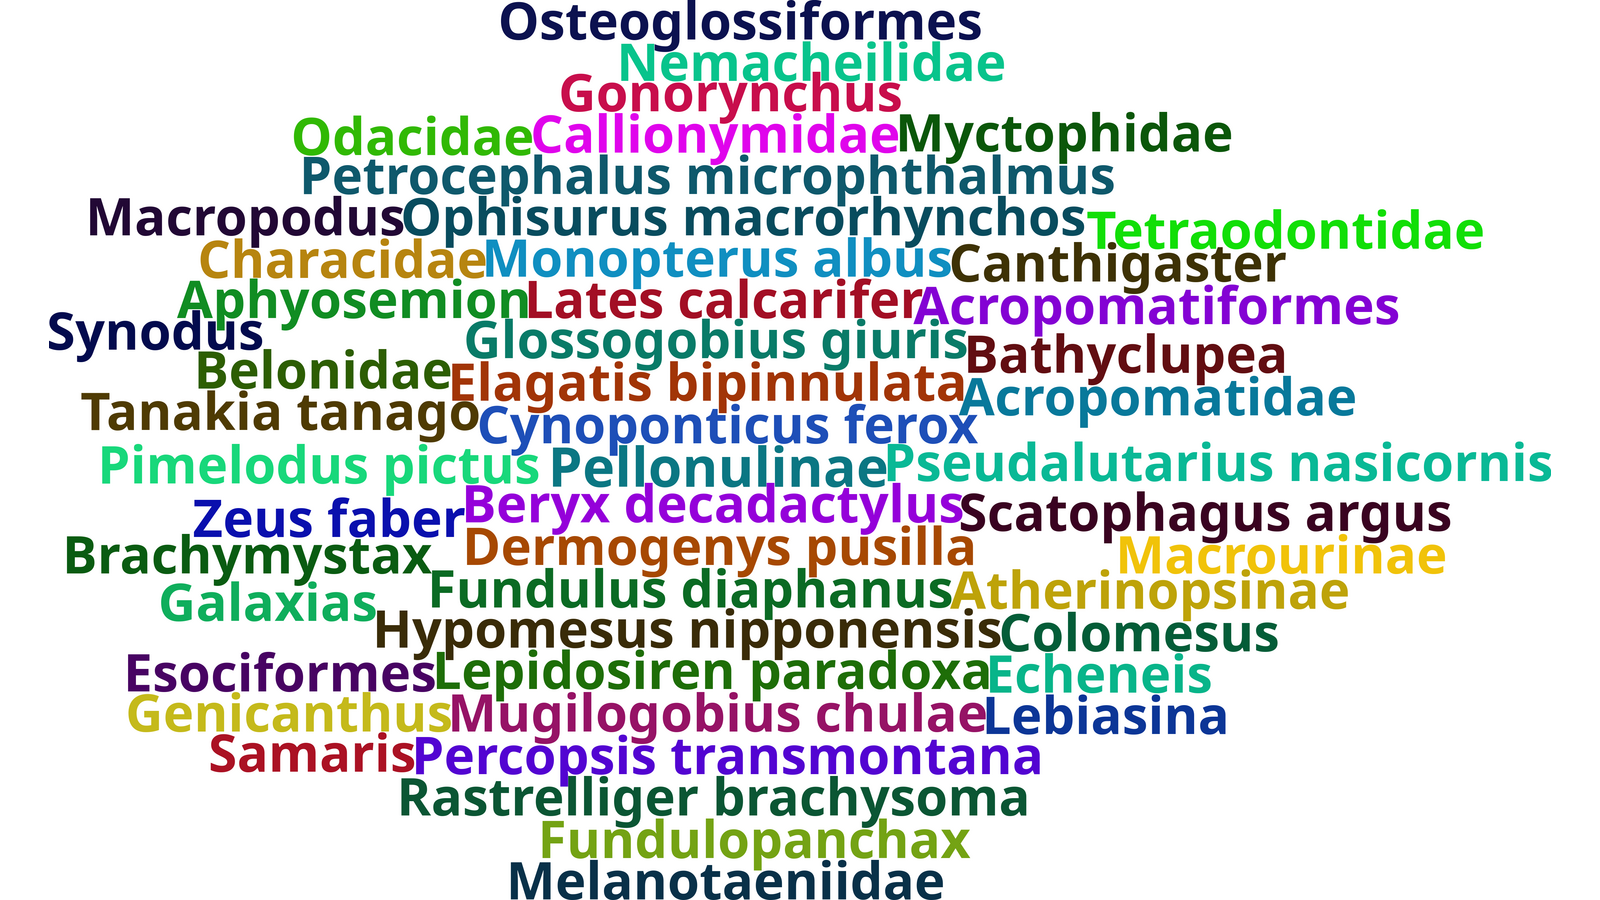 Osteoglossiformes
Nemacheilidae
Gonorynchus
Odacidae Callionymidae Myctophidae
Petrocephalus microphthalmus
Macropodus Ophisurus macrorhynchos Tetraodontidae
Characidae Monopterus albus Canthigaster
Aphyosemion Lates calcarifer Acropomatiformes
Synodus Glossogobius giuris Bathyclupea
Belonidae Elagatis bipinnulata Acropomatidae
Tanakia tanago Cynoponticus ferox
Pimelodus pictus Pellonulinae Pseudalutarius nasicornis
Zeus faber Beryx decadactylus Scatophagus argus
Brachymystax Dermogenys pusilla Macrourinae
Galaxias Fundulus diaphanus Atherinopsinae
Hypomesus nipponensis Colomesus
Esociformes Lepidosiren paradoxa Echeneis
Genicanthus Mugilogobius chulae Lebiasina
Samaris Percopsis transmontana
Rastrelliger brachysoma
Fundulopanchax
Melanotaeniidae